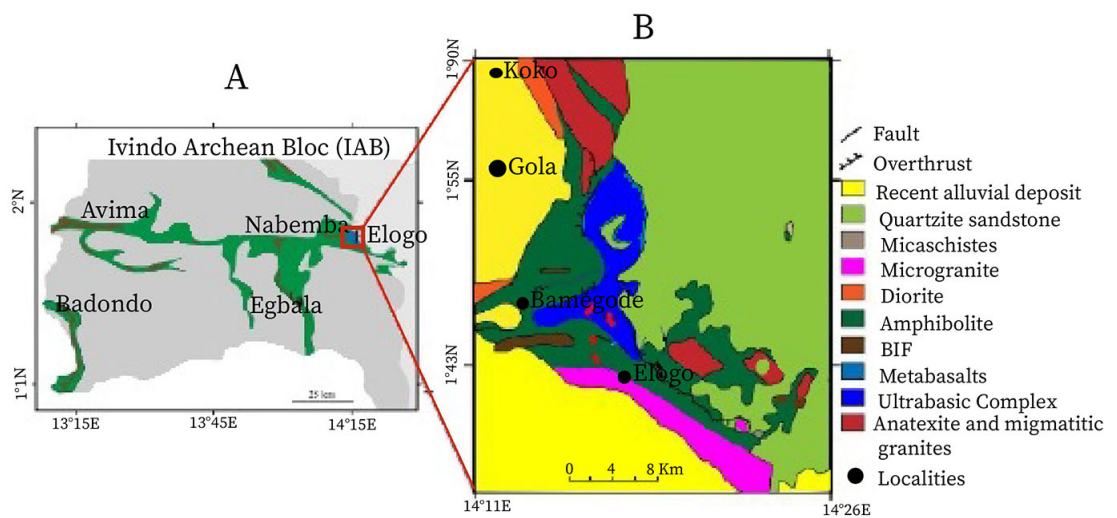 A
B
Ivindo Archean Bloc (IAB)
2°N
1°1N
Avima
Nabemba
Elogo
Badondo
Egbala
25 km
13°15E
13°45E
14°15E
1°90N
1°55N
1°43N
Koko
Gola
Bamegode
Elogo
0 4 8 Km
14°11E
14°26E
Fault
Overthrust
Recent alluvial deposit
Quartzite sandstone
Micaschistes
Microgranite
Diorite
Amphibolite
BIF
Metabasalts
Ultrabasic Complex
Anatexite and migmatitic
granites
Localities